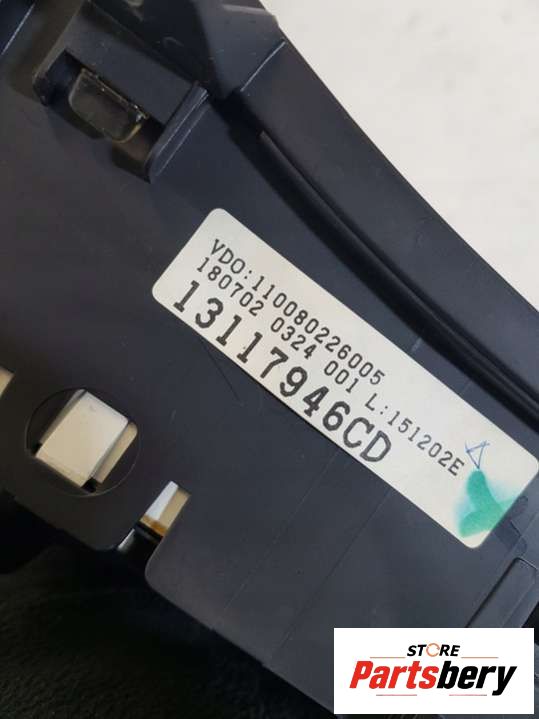 VDO:110080226005
180702 0324 001 L:151202E
13117946CD
STORE
Partsbery